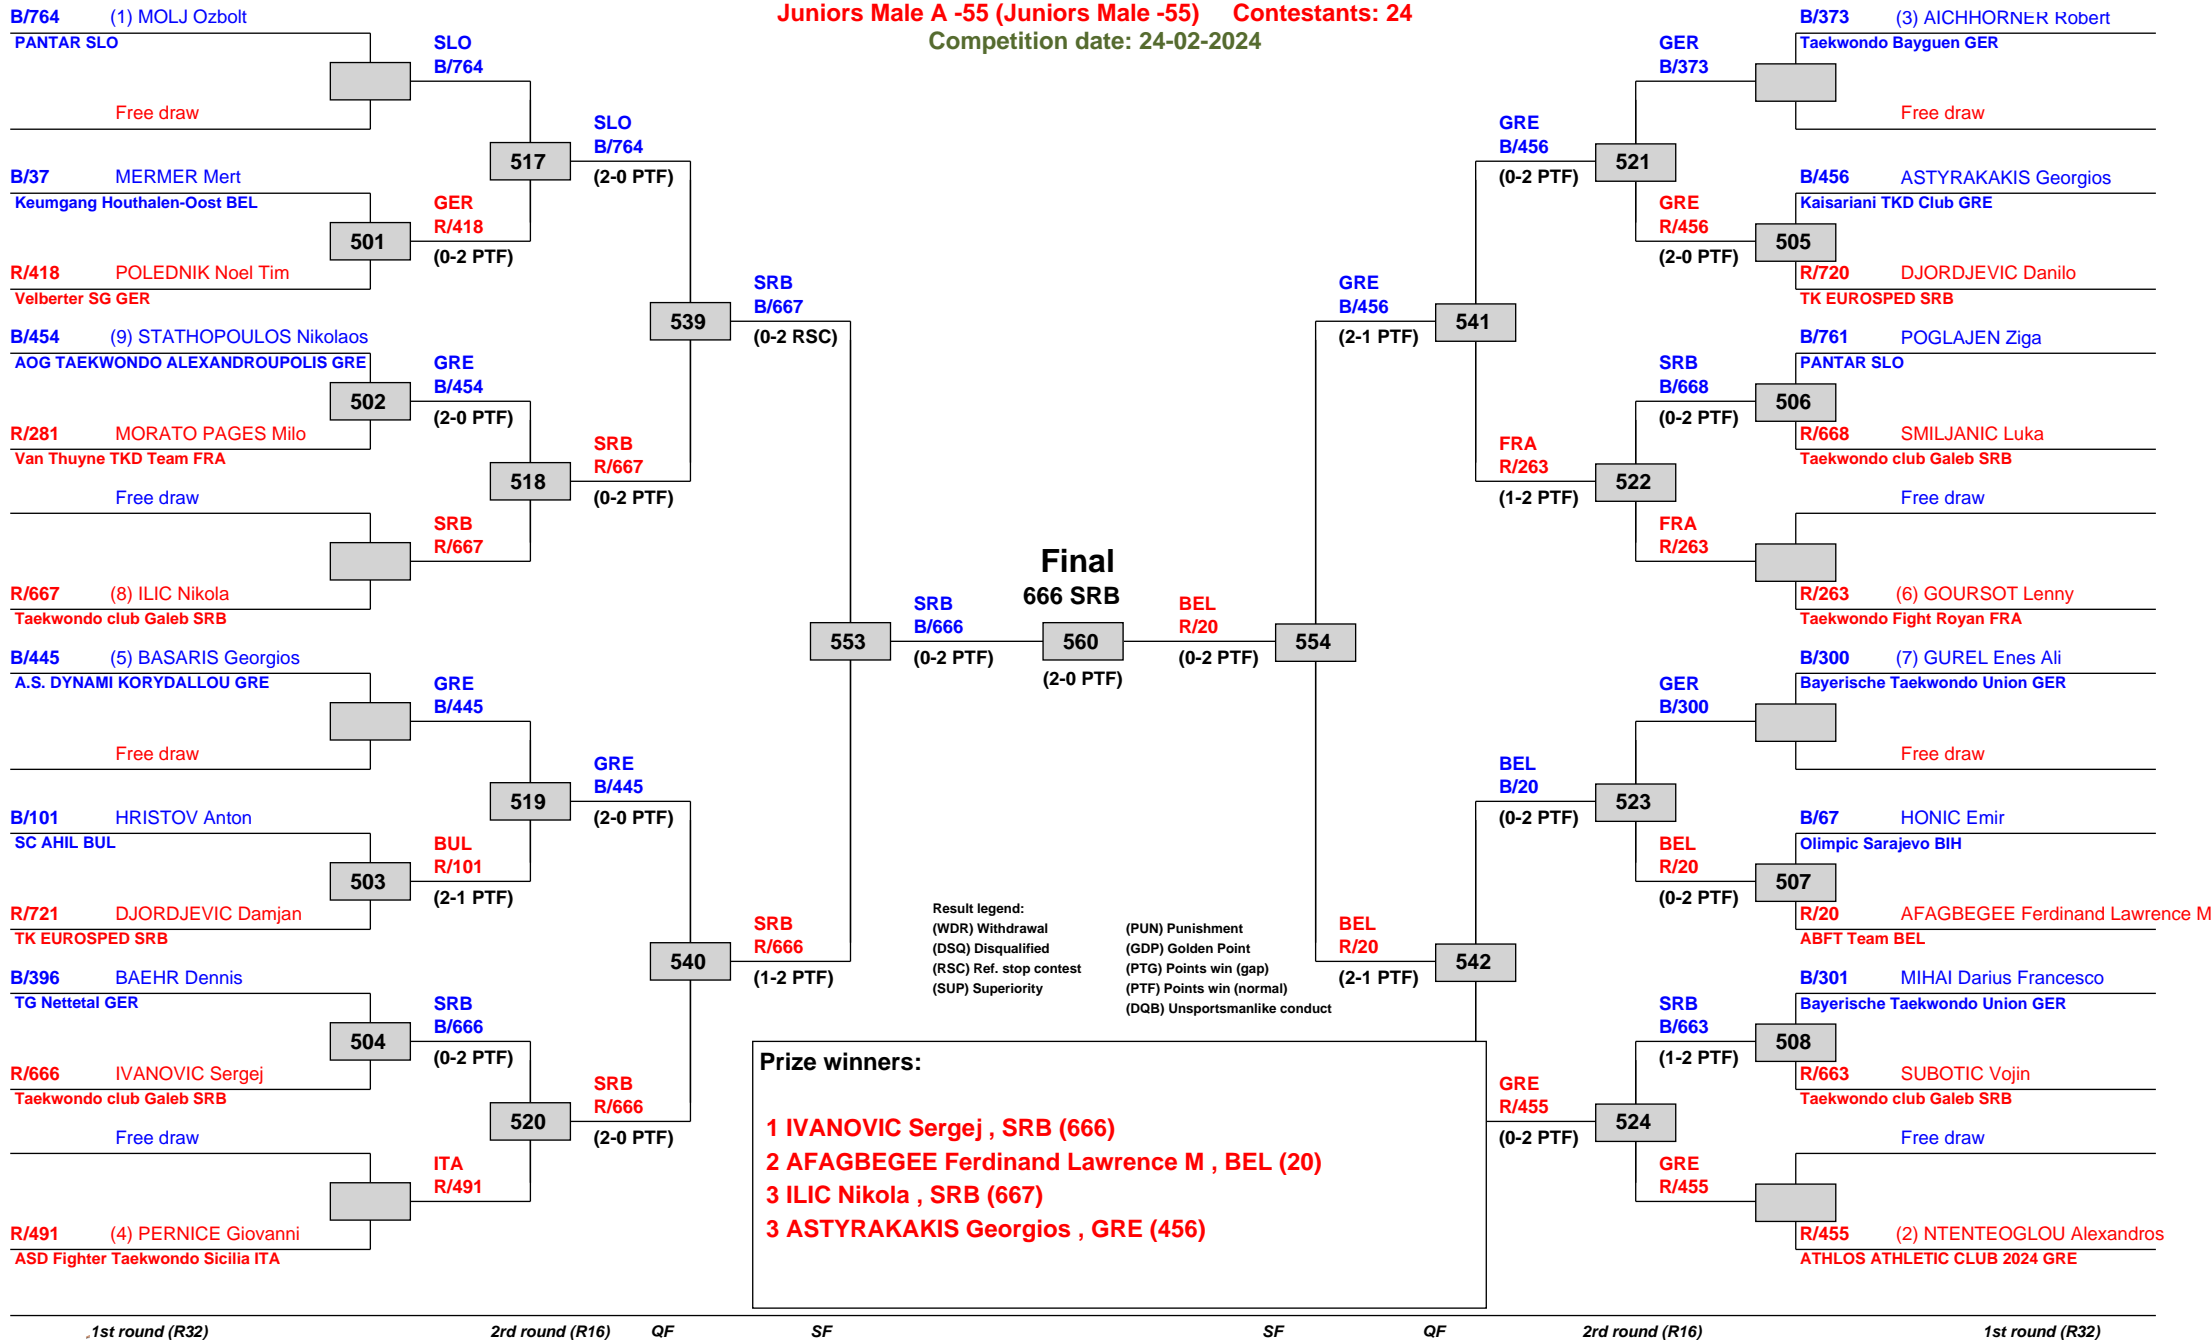 Juniors Male A -55 (Juniors Male -55) Contestants: 24
Competition date: 24-02-2024
B/764 (1) MOLJ Ozbolt
PANTAR SLO
Free draw
SLO
B/764
B/37 MERMER Mert
Keumgang Houthalen-Oost BEL
501
R/418 POLEDNIK Noel Tim
Velberter SG GER
GER
R/418
(0-2 PTF)
517
SLO
B/764
(2-0 PTF)
B/454 (9) STATHOPOULOS Nikolaos
AOG TAEKWONDO ALEXANDROUPOLIS GRE
502
R/281 MORATO PAGES Milo
Van Thuyne TKD Team FRA
GRE
B/454
(2-0 PTF)
Free draw
R/667 (8) ILIC Nikola
Taekwondo club Galeb SRB
SRB
R/667
518
SRB
R/667
(0-2 PTF)
539
SRB
B/667
(0-2 RSC)
B/445 (5) BASARIS Georgios
A.S. DYNAMI KORYDALLOU GRE
Free draw
GRE
B/445
B/101 HRISTOV Anton
SC AHIL BUL
503
R/721 DJORDJEVIC Damjan
TK EUROSPED SRB
BUL
R/101
(2-1 PTF)
519
GRE
B/445
(2-0 PTF)
B/396 BAEHR Dennis
TG Nettetal GER
504
R/666 IVANOVIC Sergej
Taekwondo club Galeb SRB
SRB
B/666
(0-2 PTF)
Free draw
R/491 (4) PERNICE Giovanni
ASD Fighter Taekwondo Sicilia ITA
ITA
R/491
520
SRB
R/666
(2-0 PTF)
540
SRB
R/666
(1-2 PTF)
553
SRB
B/666
(0-2 PTF)
Final
666 SRB
560
(2-0 PTF)
BEL
R/20
(0-2 PTF)
554
GRE
B/456
(2-1 PTF)
541
GRE
B/456
(0-2 PTF)
521
GER
B/373
B/373 (3) AICHHORNER Robert
Taekwondo Bayguen GER
Free draw
GRE
R/456
(2-0 PTF)
505
B/456 ASTYRAKAKIS Georgios
Kaisariani TKD Club GRE
R/720 DJORDJEVIC Danilo
TK EUROSPED SRB
FRA
R/263
(1-2 PTF)
522
SRB
B/668
(0-2 PTF)
506
B/761 POGLAJEN Ziga
PANTAR SLO
R/668 SMILJANIC Luka
Taekwondo club Galeb SRB
FRA
R/263
Free draw
R/263 (6) GOURSOT Lenny
Taekwondo Fight Royan FRA
BEL
R/20
(2-1 PTF)
542
BEL
B/20
(0-2 PTF)
523
GER
B/300
B/300 (7) GUREL Enes Ali
Bayerische Taekwondo Union GER
Free draw
BEL
R/20
(0-2 PTF)
507
B/67 HONIC Emir
Olimpic Sarajevo BIH
R/20 AFAGBEGEE Ferdinand Lawrence M
ABFT Team BEL
GRE
R/455
(0-2 PTF)
524
SRB
B/663
(1-2 PTF)
508
B/301 MIHAI Darius Francesco
Bayerische Taekwondo Union GER
R/663 SUBOTIC Vojin
Taekwondo club Galeb SRB
GRE
R/455
Free draw
R/455 (2) NTENTEOGLOU Alexandros
ATHLOS ATHLETIC CLUB 2024 GRE
Result legend:
(WDR) Withdrawal (PUN) Punishment
(DSQ) Disqualified (GDP) Golden Point
(RSC) Ref. stop contest (PTG) Points win (gap)
(SUP) Superiority (PTF) Points win (normal)
(DQB) Unsportsmanlike conduct
Prize winners:
1 IVANOVIC Sergej , SRB (666)
2 AFAGBEGEE Ferdinand Lawrence M , BEL (20)
3 ILIC Nikola , SRB (667)
3 ASTYRAKAKIS Georgios , GRE (456)
1st round (R32) 2rd round (R16) QF SF SF QF 2rd round (R16) 1st round (R32)